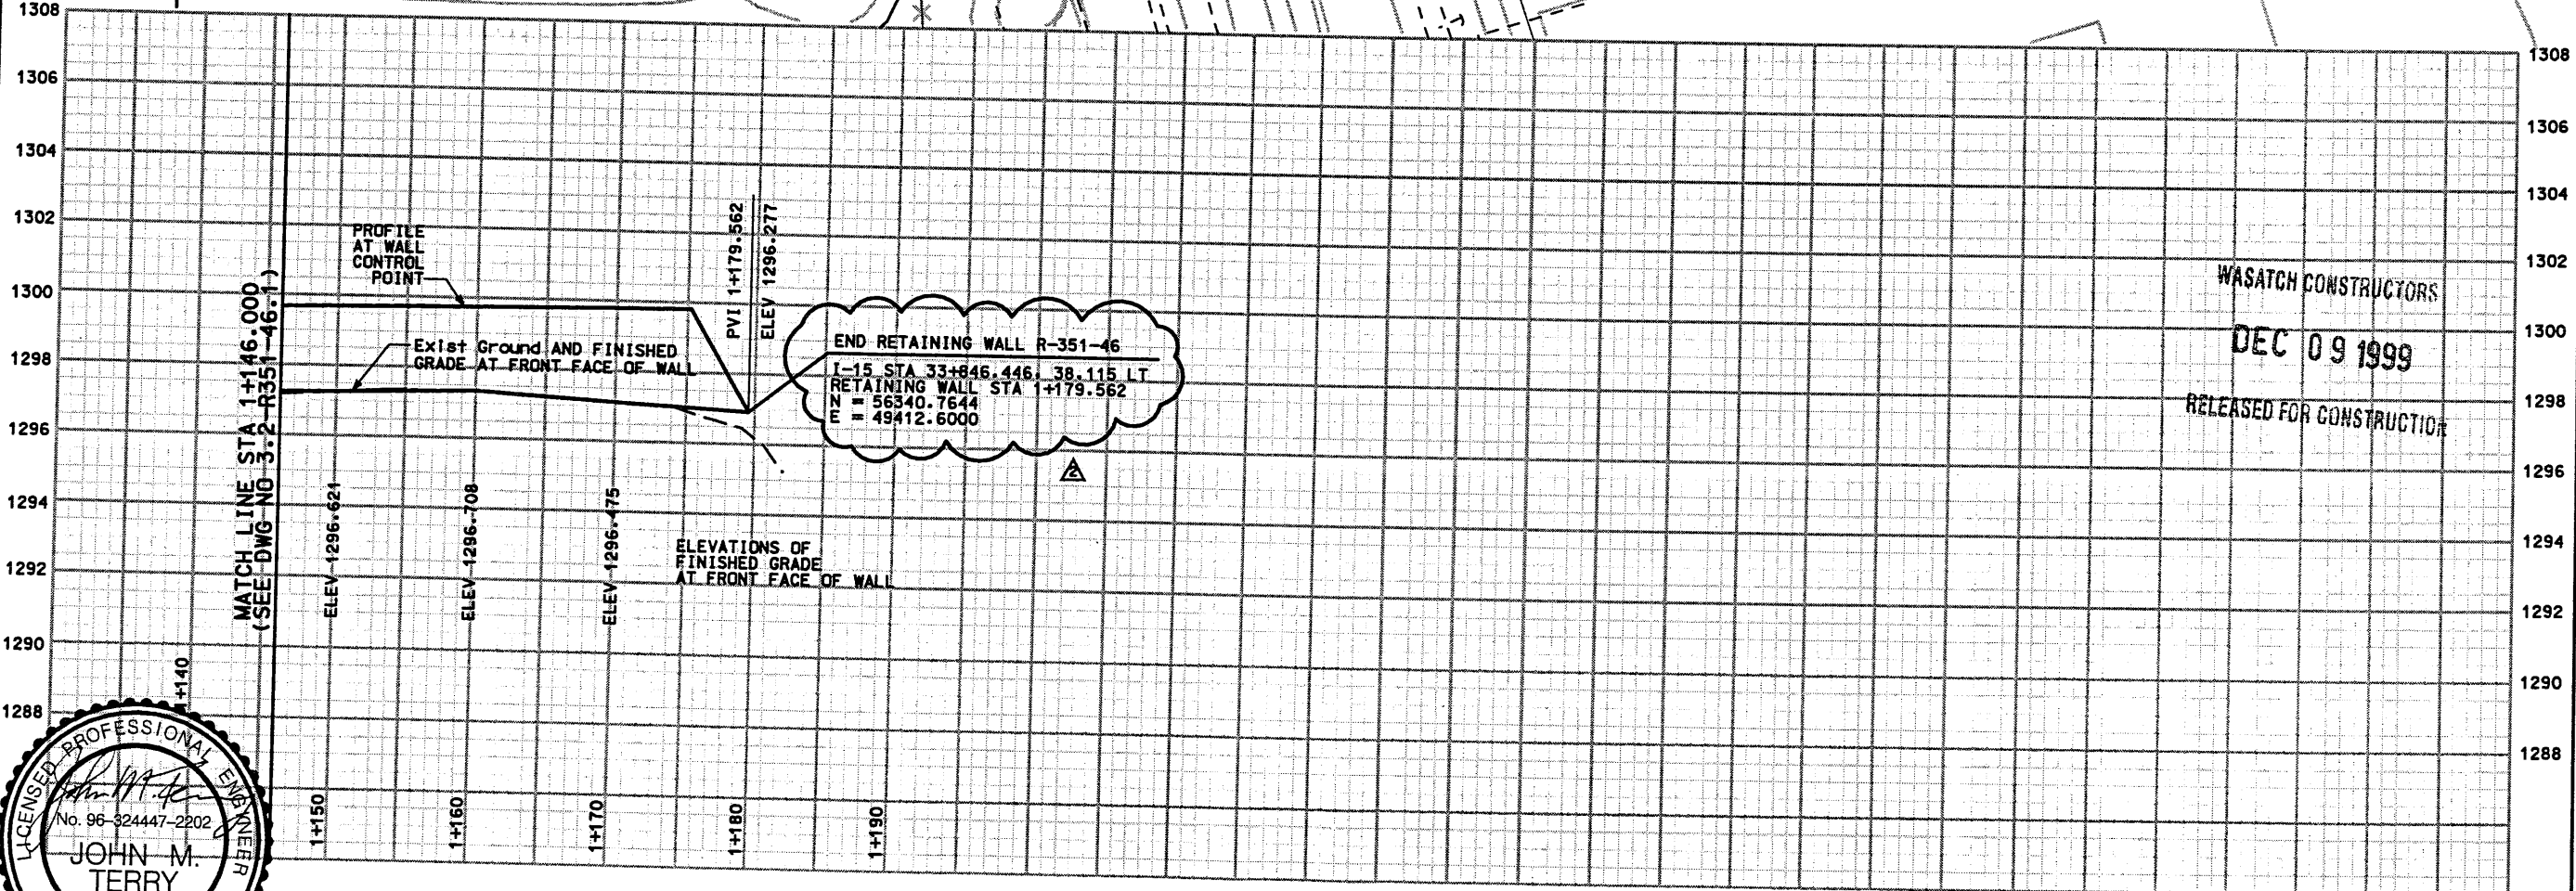 1308
1306
1304
1302
1300
1298
1296
1294
1292
1290
1288
1308
1306
1304
1302
1300
1298
1296
1294
1292
1290
1288
MATCH LINE STA 1+146.000
(SEE DWG NO 3.2-R351-46.1)
PROFILE
AT WALL
CONTROL
POINT
Exist Ground AND FINISHED
GRADE AT FRONT FACE OF WALL
PVI 1+179.562
ELEV 1296.277
END RETAINING WALL R-351-46
I-15 STA 33+846.446, 38.115 LT
RETAINING WALL STA 1+179.562
N = 56340.7644
E = 49412.6000
2
WASATCH CONSTRUCTORS
DEC 09 1999
RELEASED FOR CONSTRUCTION
ELEV 1296.621
ELEV 1296.708
ELEV 1296.475
ELEVATIONS OF
FINISHED GRADE
AT FRONT FACE OF WALL
1+140
1+150
1+160
1+170
1+180
1+190
LICENSED PROFESSIONAL ENGINEER
John M. Terry
No. 96-324447-2202
JOHN M.
TERRY